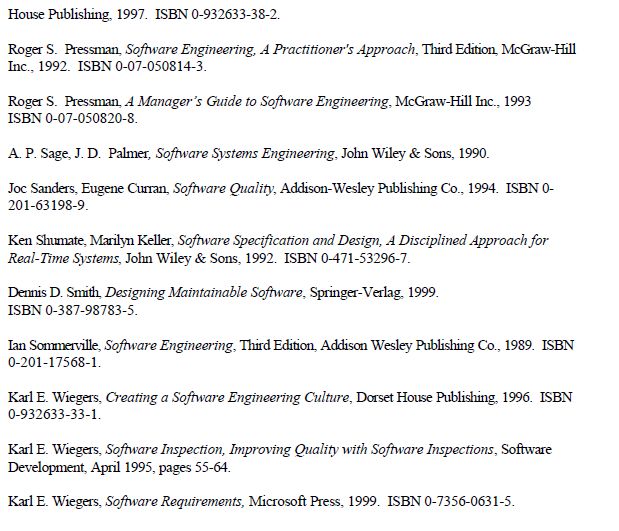 House Publishing, 1997. ISBN 0-932633-38-2.
Roger S. Pressman, Software Engineering, A Practitioner's Approach, Third Edition, McGraw-Hill
Inc., 1992. ISBN 0-07-050814-3.
Roger S. Pressman, A Manager's Guide to Software Engineering, McGraw-Hill Inc., 1993
ISBN 0-07-050820-8.
A. P. Sage, J. D. Palmer, Software Systems Engineering, John Wiley & Sons, 1990.
Joc Sanders, Eugene Curran, Software Quality, Addison-Wesley Publishing Co., 1994. ISBN 0-
201-63198-9.
Ken Shumate, Marilyn Keller, Software Specification and Design, A Disciplined Approach for
Real-Time Systems, John Wiley & Sons, 1992. ISBN 0-471-53296-7.
Dennis D. Smith, Designing Maintainable Software, Springer-Verlag, 1999.
ISBN 0-387-98783-5.
Ian Sommerville, Software Engineering, Third Edition, Addison Wesley Publishing Co., 1989. ISBN
0-201-17568-1.
Karl E. Wiegers, Creating a Software Engineering Culture, Dorset House Publishing, 1996. ISBN
0-932633-33-1.
Karl E. Wiegers, Software Inspection, Improving Quality with Software Inspections, Software
Development, April 1995, pages 55-64.
Karl E. Wiegers, Software Requirements, Microsoft Press, 1999. ISBN 0-7356-0631-5.